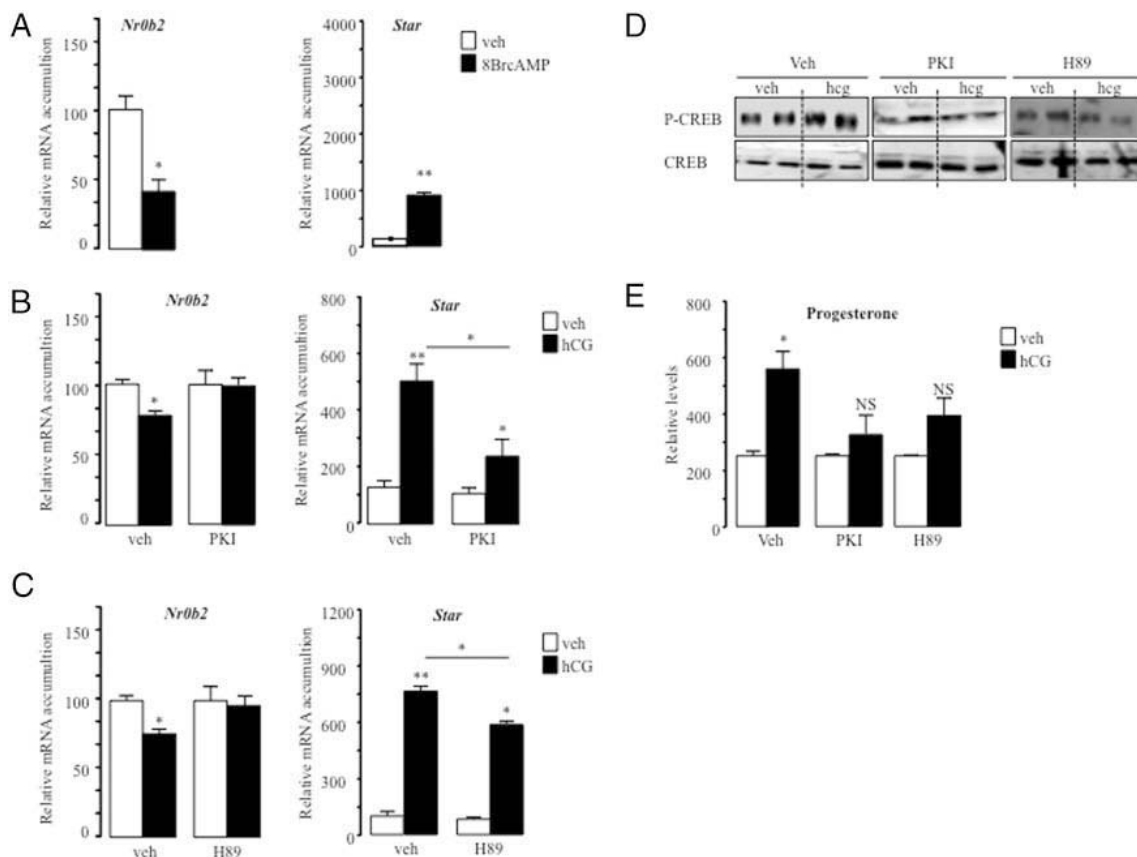 A
Nr0b2
Relative mRNA accumulation
150
100
50
0
*
Star
Relative mRNA accumulation
4000
3000
2000
1000
0
**
veh
8BrcAMP
B
Nr0b2
Relative mRNA accumulation
150
100
50
0
*
veh
PKI
Star
Relative mRNA accumulation
800
600
400
200
0
**
*
*
veh
hCG
veh
PKI
C
Nr0b2
Relative mRNA accumultion
150
100
50
0
*
veh
H89
Star
Relative mRNA accumultion
1200
900
600
300
0
**
*
*
veh
hCG
veh
H89
D
Veh PKI H89
veh hcg veh hcg veh hcg
P-CREB
CREB
E
Progesterone
Relative levels
800
600
400
200
0
*
NS
NS
veh
hCG
Veh
PKI
H89